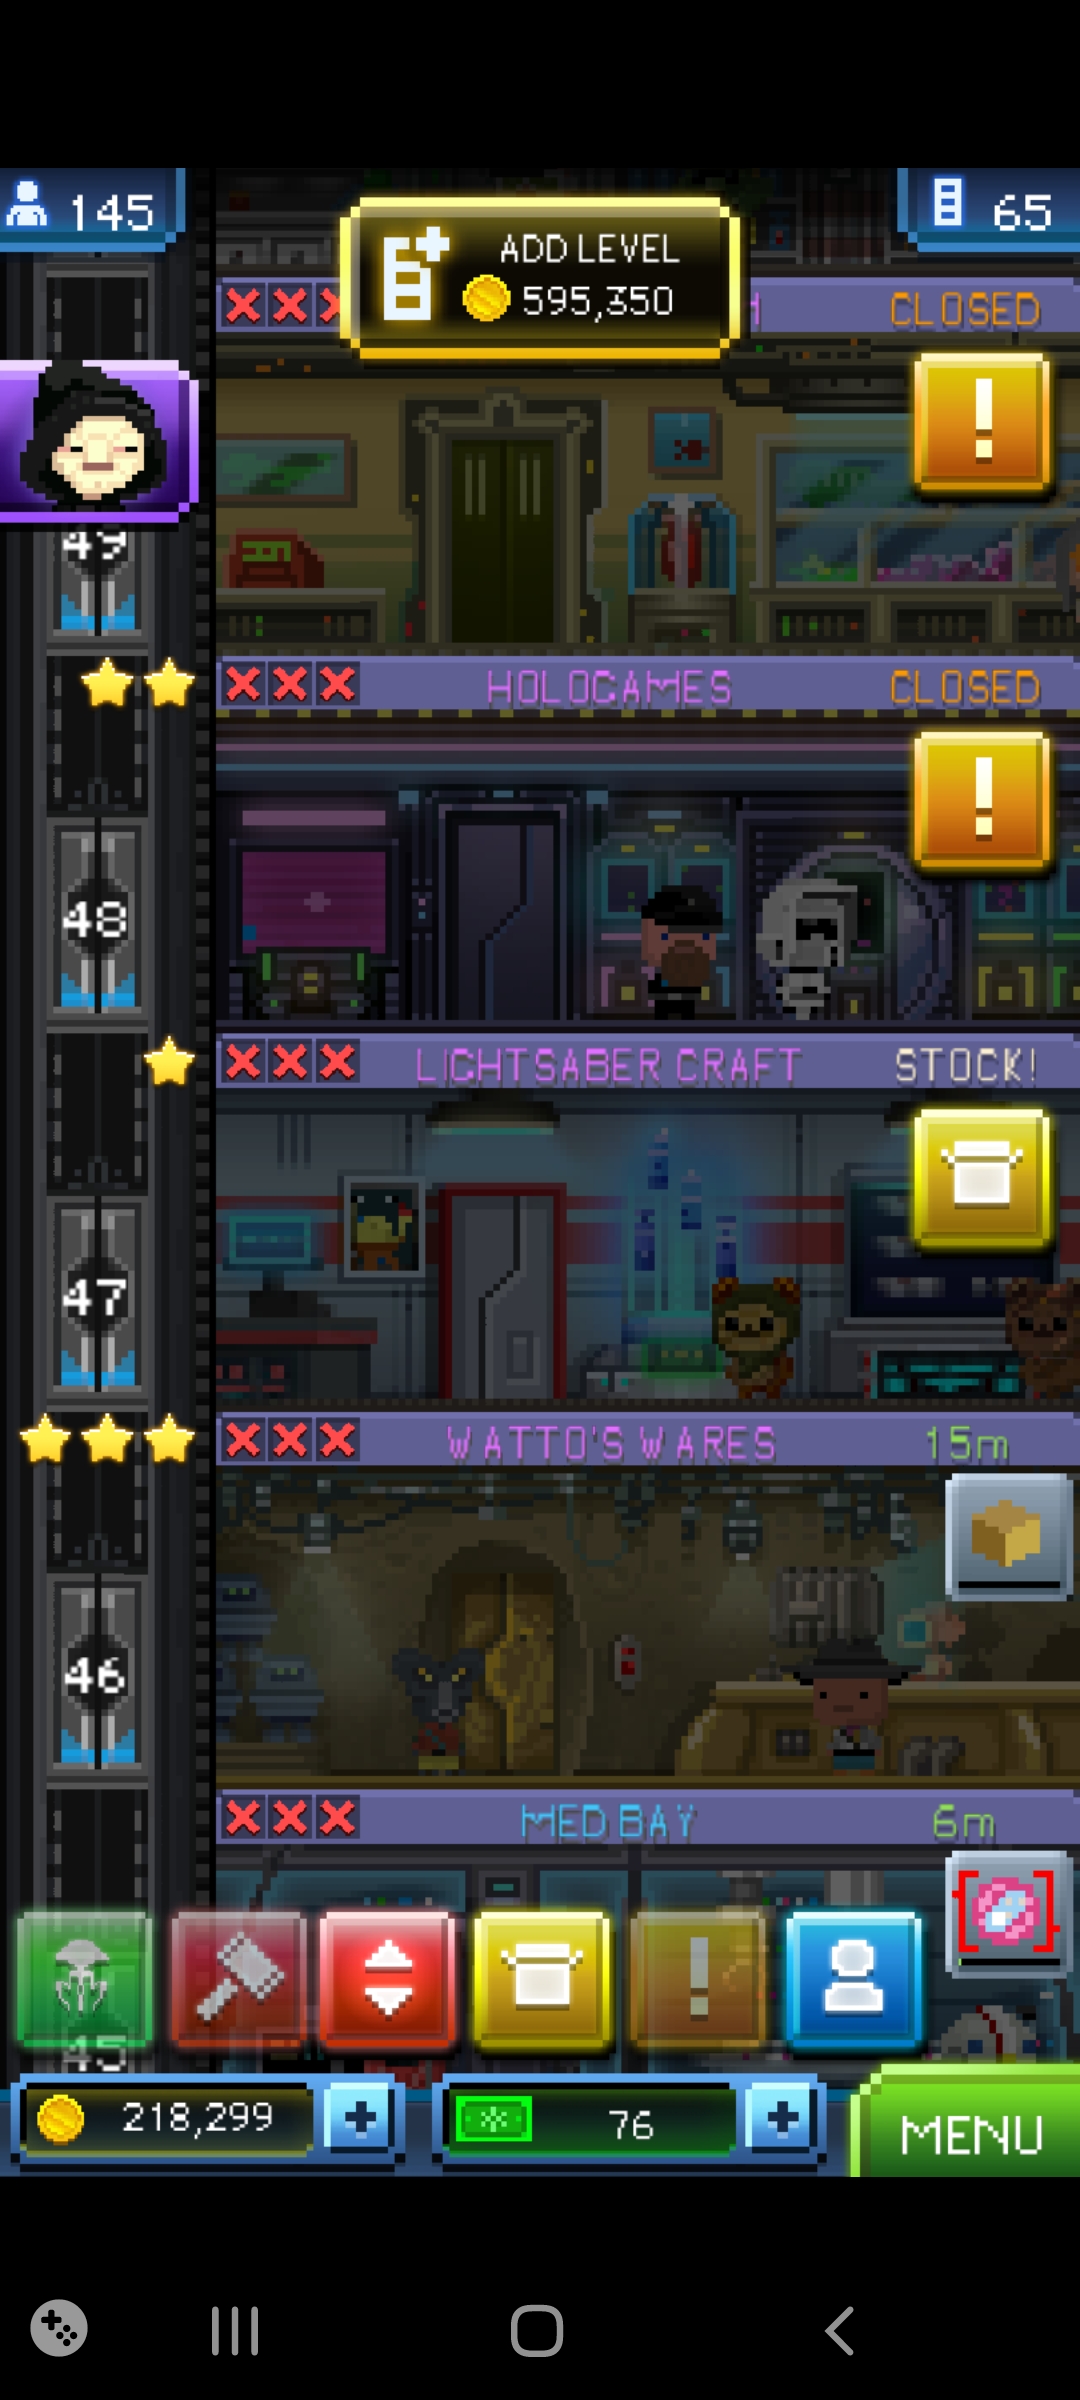 145
65
ADD LEVEL
595,350
CLOSED
49
HOLOGAMES
CLOSED
48
LIGHTSABER CRAFT
STOCK!
47
WATTO'S WARES
15m
46
MED BAY
6m
45
218,299
76
MENU